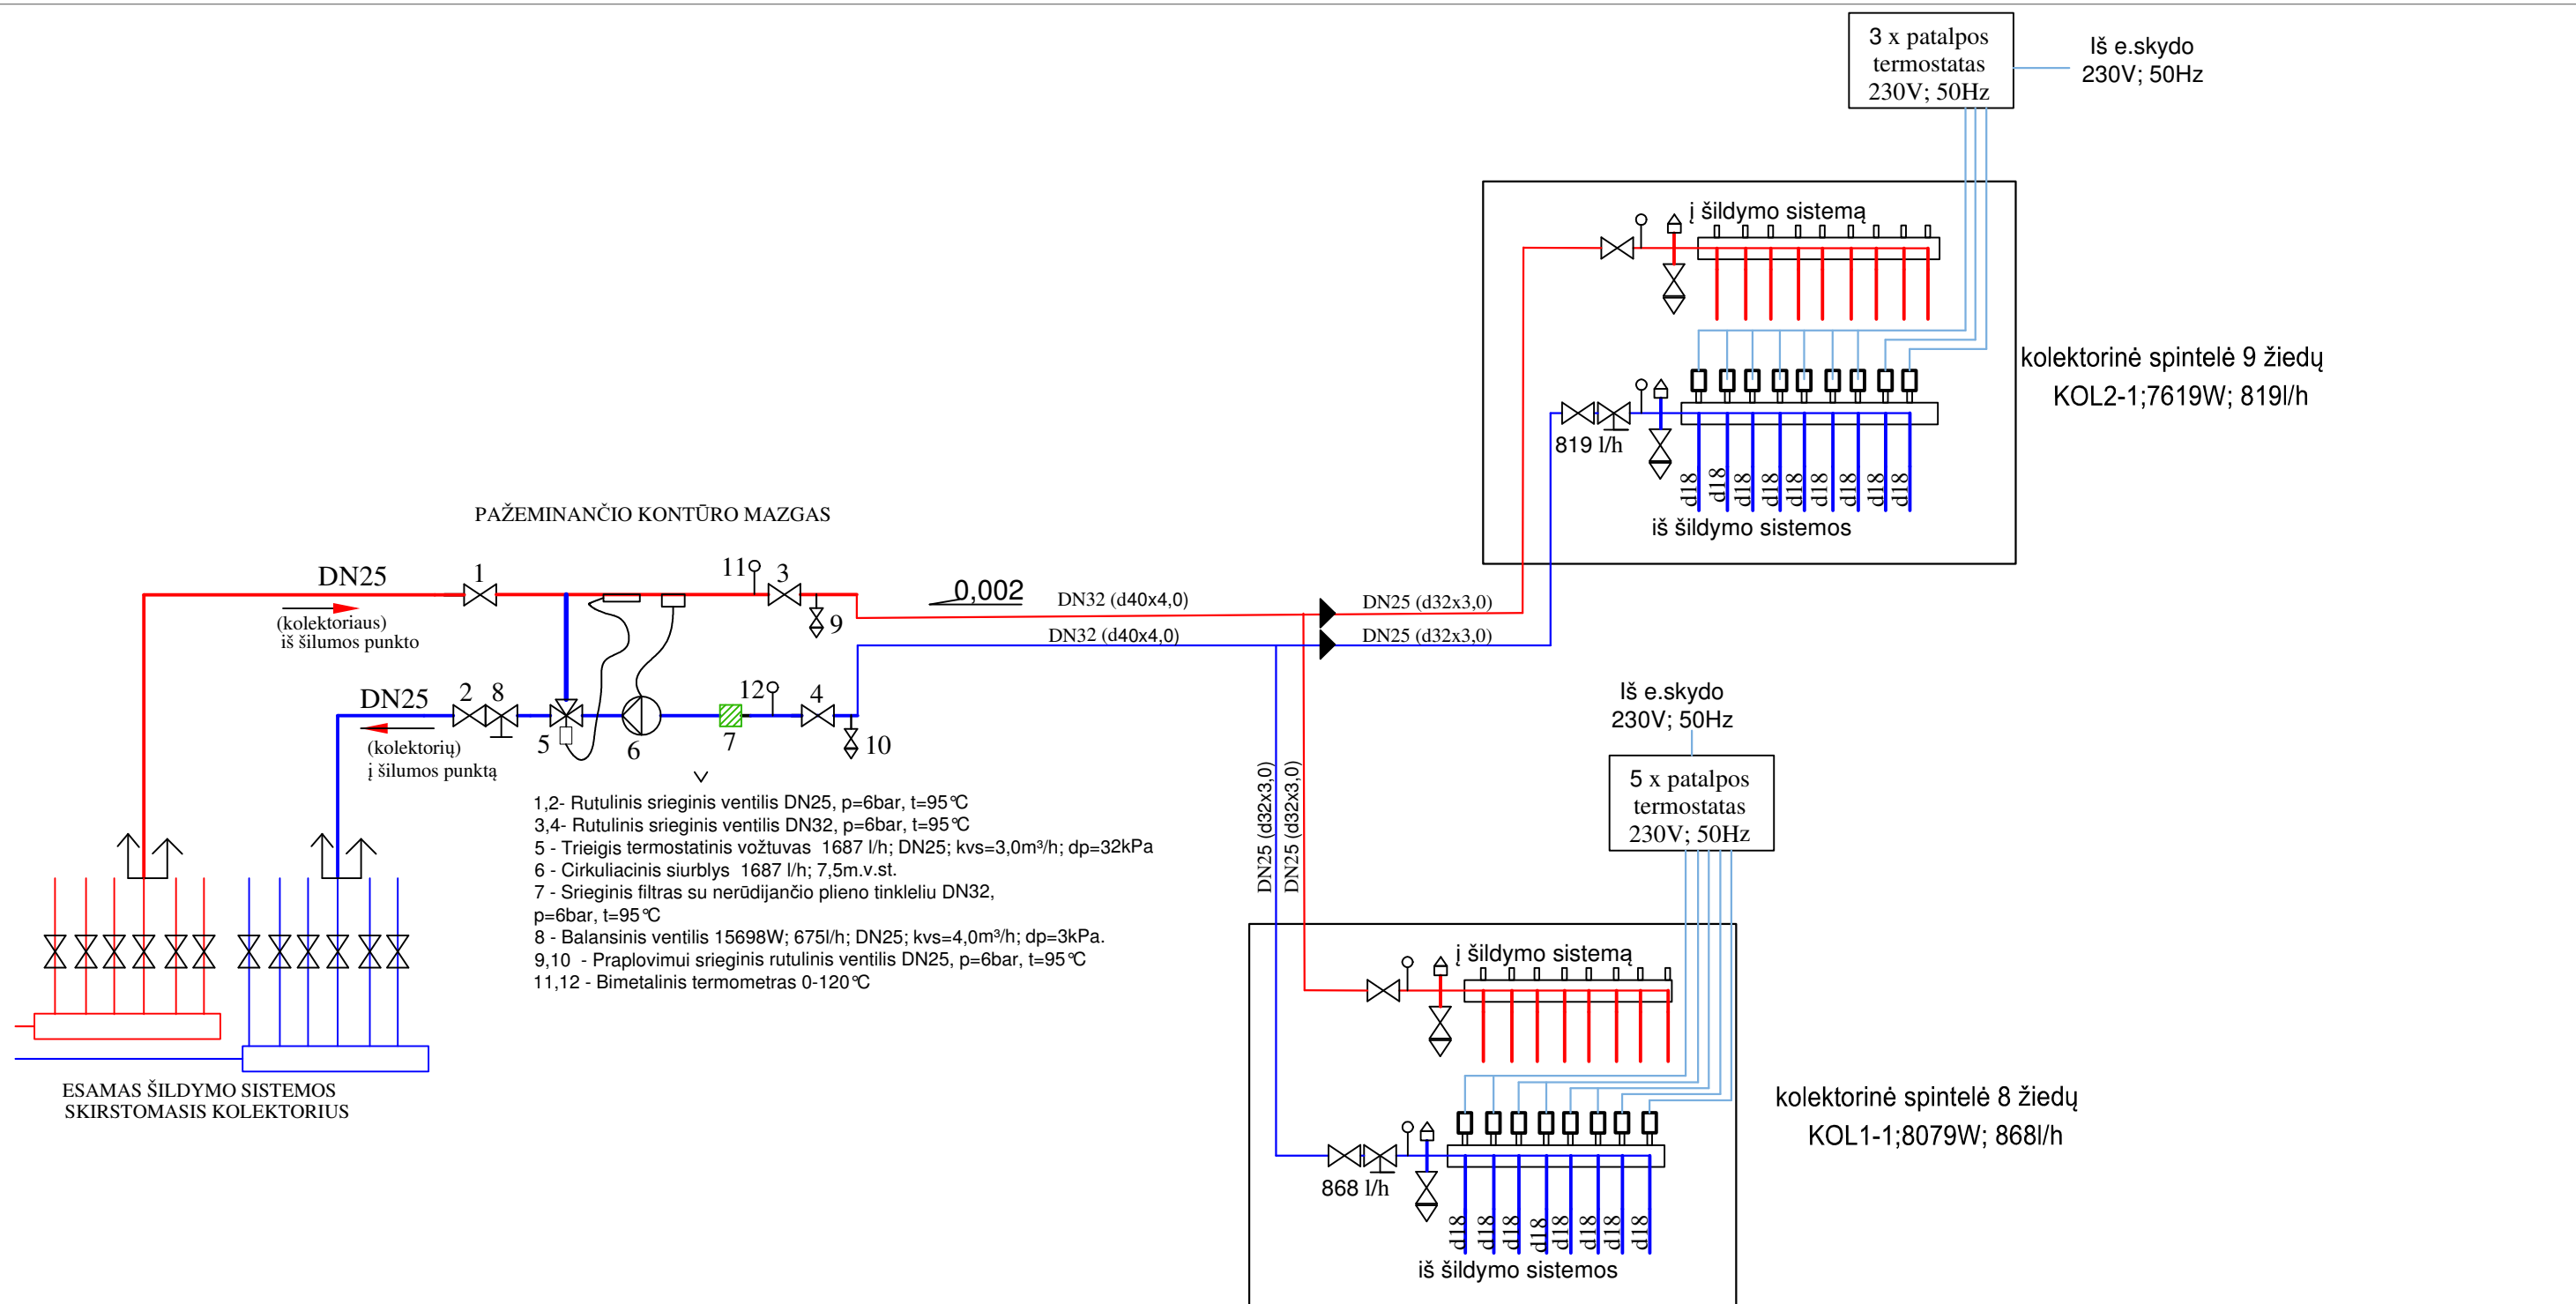 3 x patalpos
termostatas
230V; 50Hz
Iš e.skydo
230V; 50Hz
į šildymo sistemą
kolektorinė spintelė 9 žiedų
KOL2-1;7619W; 819l/h
819 l/h
d18
d18
d18
d18
d18
d18
d18
d18
d18
iš šildymo sistemos
PAŽEMINANČIO KONTŪRO MAZGAS
DN25
1
11
3
(kolektoriaus)
iš šilumos punkto
9
0,002
DN32 (d40x4,0)
DN25 (d32x3,0)
DN32 (d40x4,0)
DN25 (d32x3,0)
DN25
2
8
12
4
(kolektorių)
į šilumos punktą
5
6
7
10
Iš e.skydo
230V; 50Hz
5 x patalpos
termostatas
230V; 50Hz
DN25 (d32x3,0)
DN25 (d32x3,0)
1,2- Rutulinis srieginis ventilis DN25, p=6bar, t=95°C
3,4- Rutulinis srieginis ventilis DN32, p=6bar, t=95°C
5 - Trieigis termostatinis vožtuvas 1687 l/h; DN25; kvs=3,0m³/h; dp=32kPa
6 - Cirkuliacinis siurblys 1687 l/h; 7,5m.v.st.
7 - Srieginis filtras su nerūdijančio plieno tinkleliu DN32,
p=6bar, t=95°C
8 - Balansinis ventilis 15698W; 675l/h; DN25; kvs=4,0m³/h; dp=3kPa.
9,10 - Praplovimui srieginis rutulinis ventilis DN25, p=6bar, t=95°C
11,12 - Bimetalinis termometras 0-120°C
į šildymo sistemą
ESAMAS ŠILDYMO SISTEMOS
SKIRSTOMASIS KOLEKTORIUS
kolektorinė spintelė 8 žiedų
KOL1-1;8079W; 868l/h
868 l/h
d18
d18
d18
d18
d18
d18
d18
d18
iš šildymo sistemos